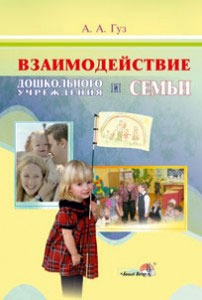 А. А. Гуз
ВЗАИМОДЕЙСТВИЕ
ДОШКОЛЬНОГО УЧРЕЖДЕНИЯ И СЕМЬИ